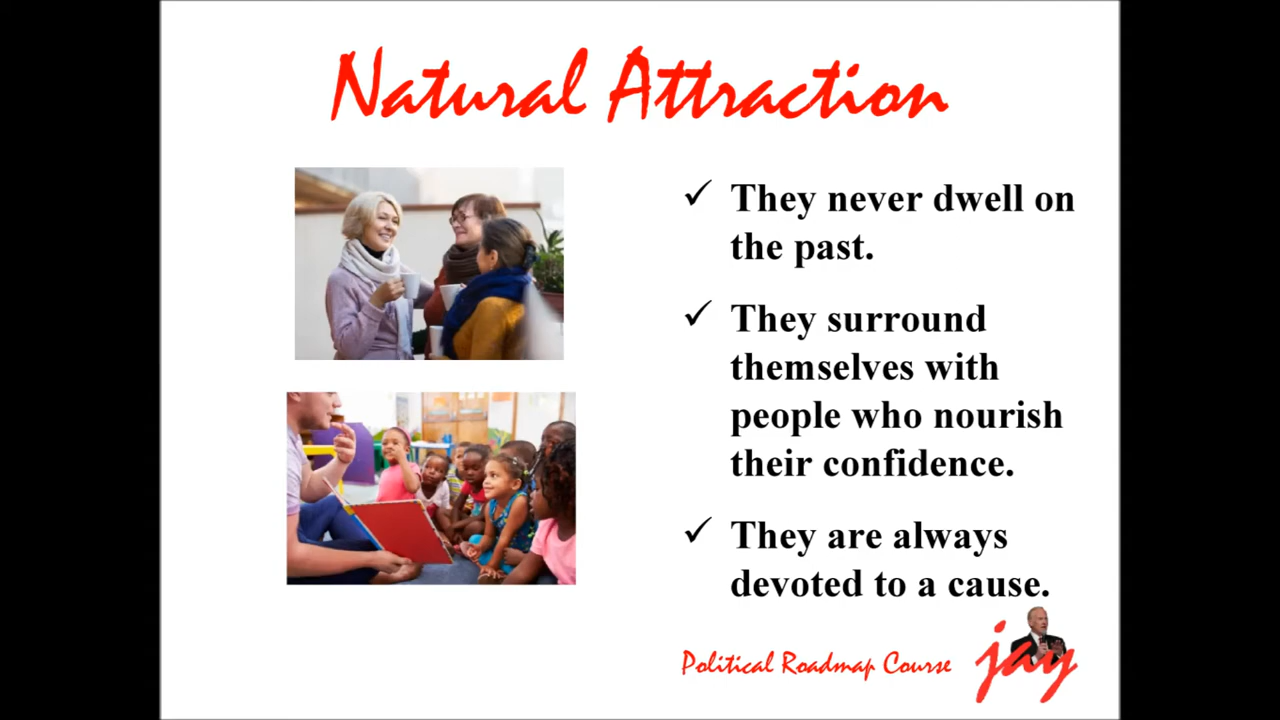 Natural Attraction
They never dwell on
the past.
They surround
themselves with
people who nourish
their confidence.
They are always
devoted to a cause.
Political Roadmap Course
jay